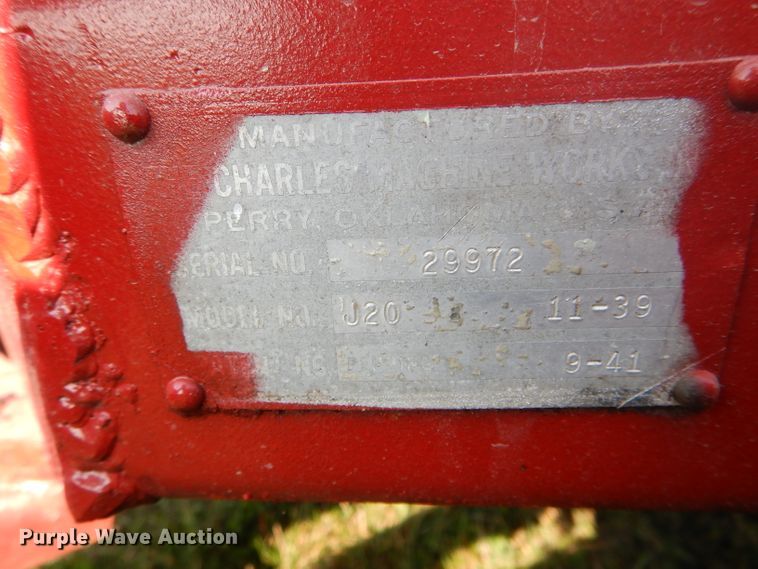 MANUFACTURED BY
CHARLES MACHINE WORKS
PERRY, OKLAHOMA
SERIAL NO. 29972
MODEL NO. J20 11-39
9-41
Purple Wave Auction